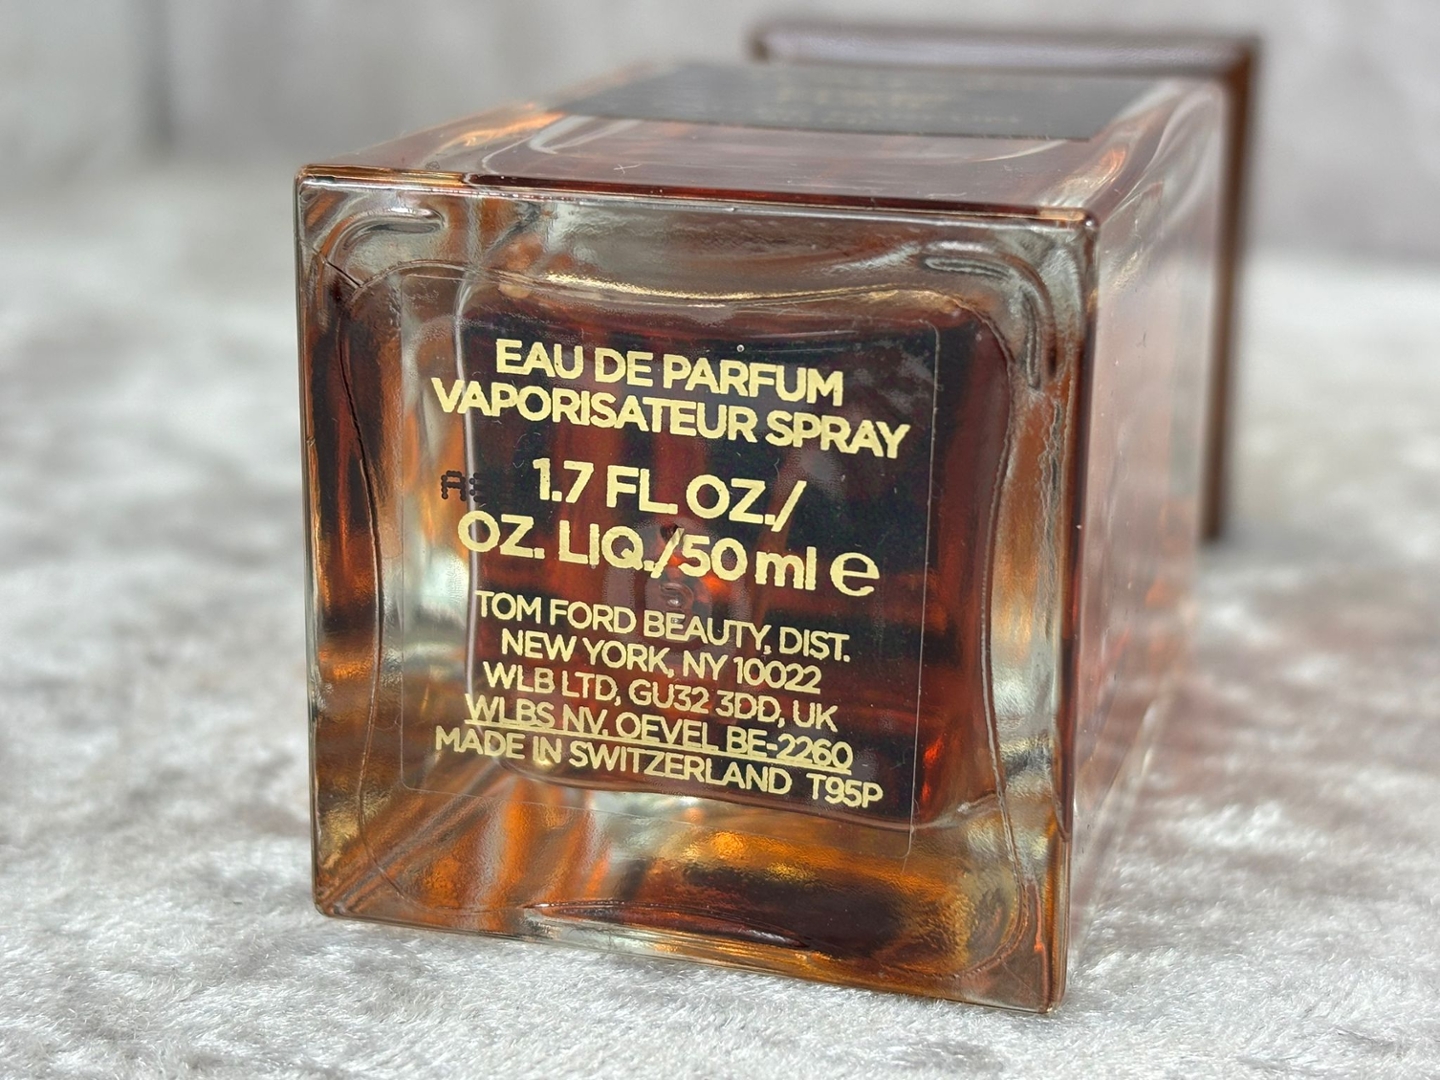 EAU DE PARFUM
VAPORISATEUR SPRAY
1.7 FL. OZ./
OZ. LIQ./50 ml e
TOM FORD BEAUTY, DIST.
NEW YORK, NY 10022
WLB LTD, GU32 3DD, UK
WLBS NV, OEVEL BE-2260
MADE IN SWITZERLAND T95P